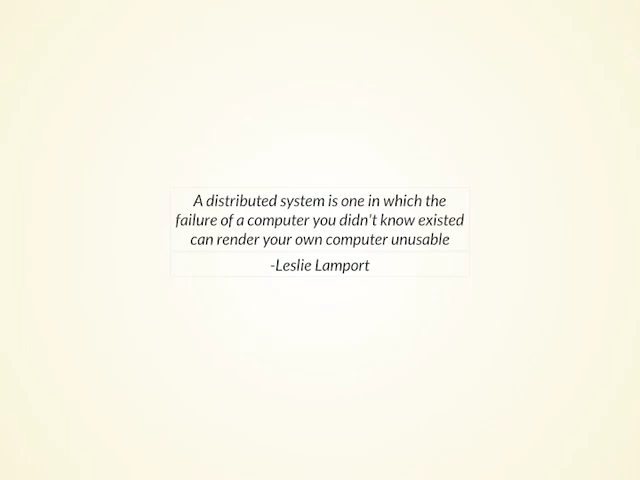 A distributed system is one in which the
failure of a computer you didn't know existed
can render your own computer unusable
-Leslie Lamport